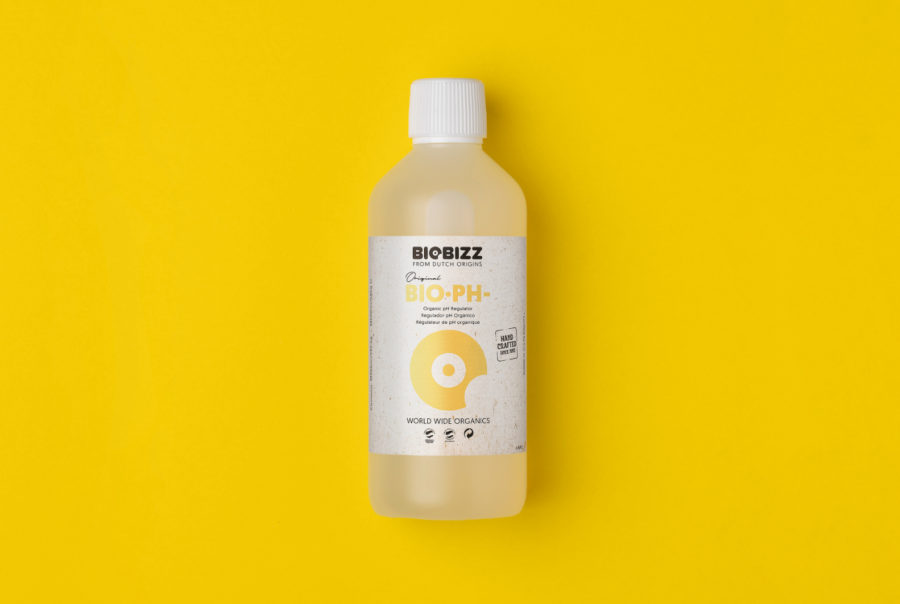 BIOBIZZ
FROM DUTCH ORIGINS
Original
BIO·PH-
Organic pH Regulator
Regulador pH Orgánico
Régulateur de pH organique
HAND
CRAFTED
WORLD WIDE ORGANICS